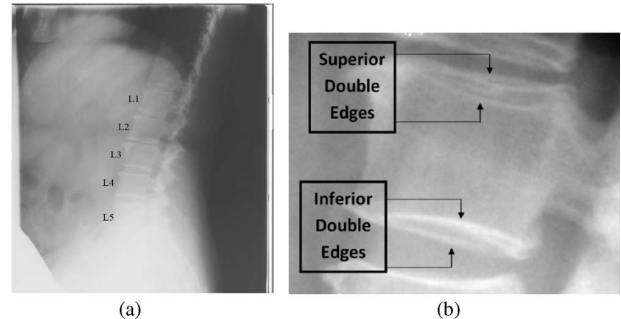 L1
L2
L3
L4
L5
(a)
Superior
Double
Edges
Inferior
Double
Edges
(b)